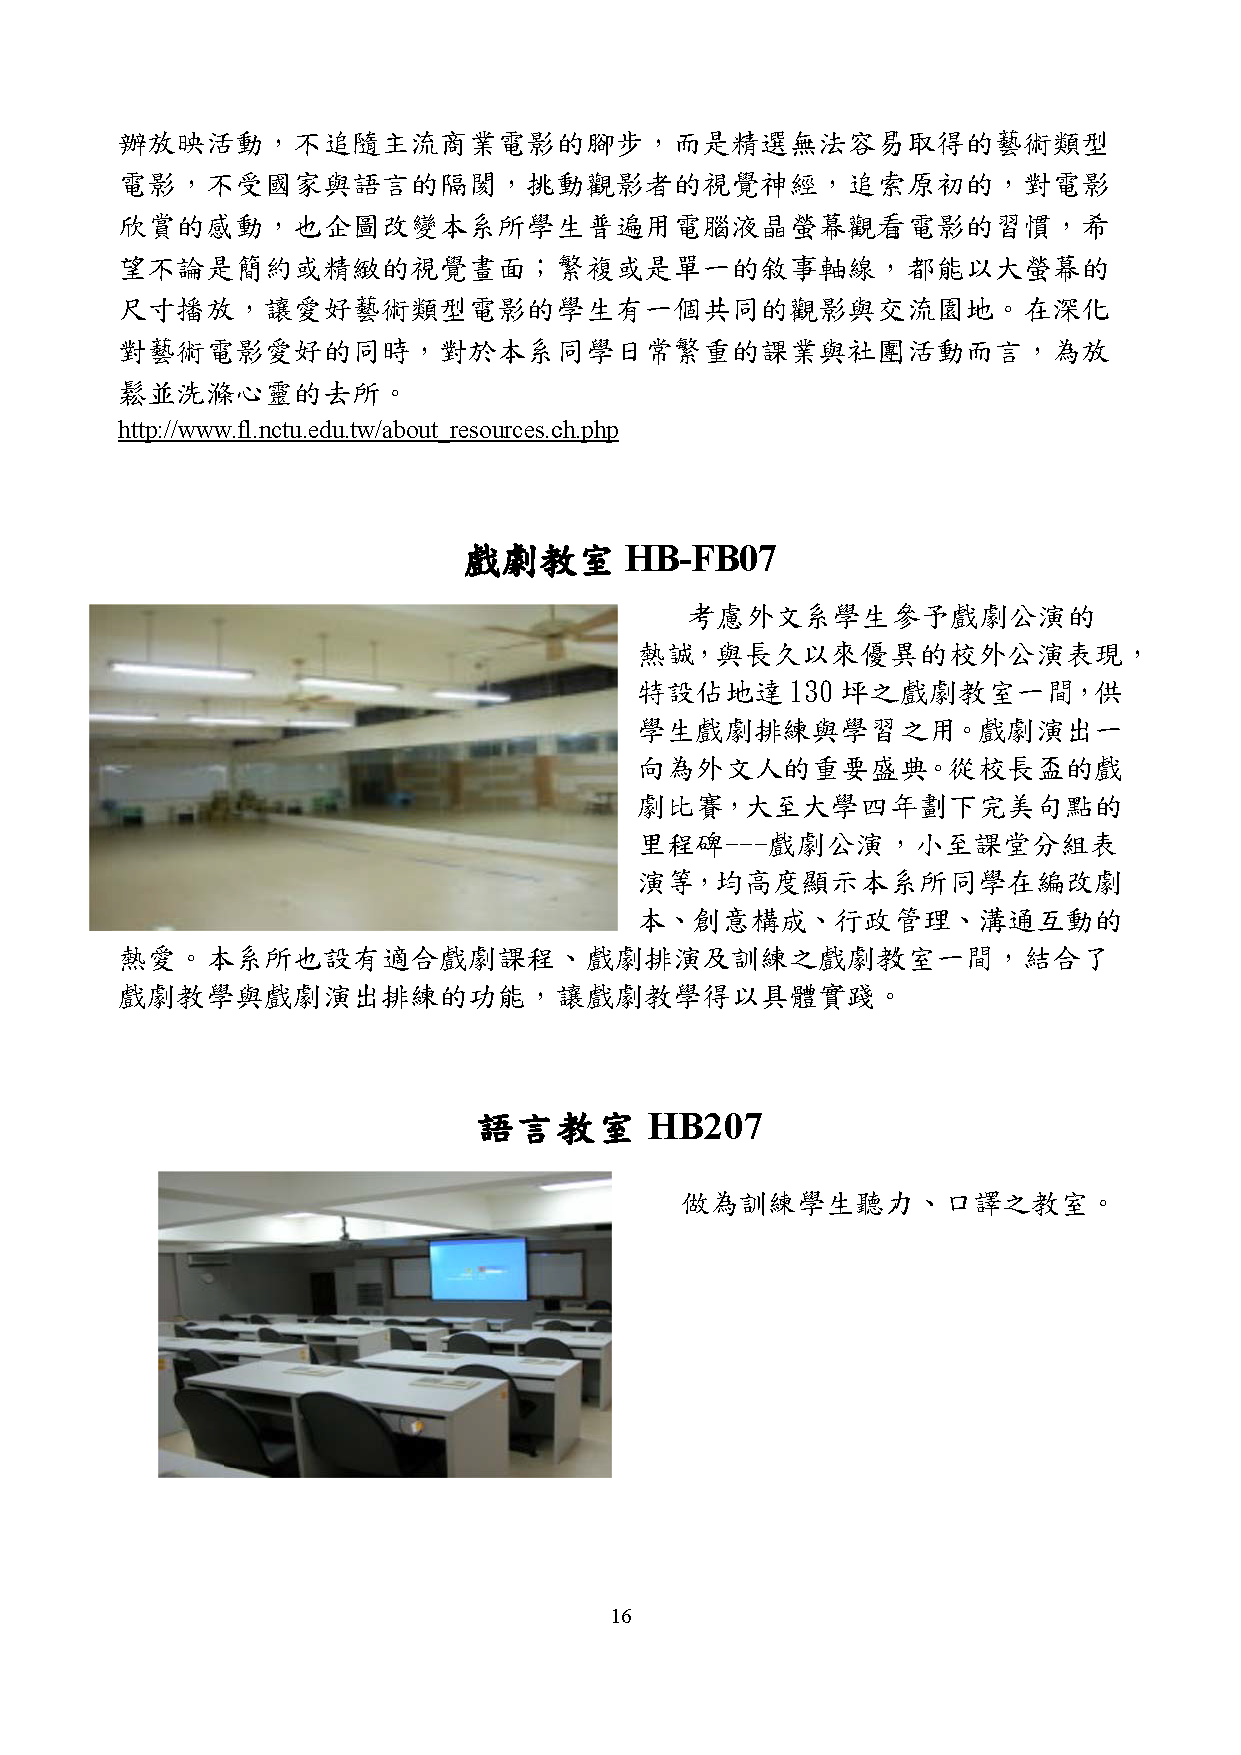 辦放映活動，不追隨主流商業電影的腳步，而是精選無法容易取得的藝術類型
電影，不受國家與語言的隔閡，挑動觀影者的視覺神經，追索原初的，對電影
欣賞的感動，也企圖改變本系所學生普遍用電腦液晶螢幕觀看電影的習慣，希
望不論是簡約或精緻的視覺畫面；繁複或是單一的敘事軸線，都能以大螢幕的
尺寸播放，讓愛好藝術類型電影的學生有一個共同的觀影與交流園地。在深化
對藝術電影愛好的同時，對於本系同學日常繁重的課業與社團活動而言，為放
鬆並洗滌心靈的去所。
http://www.fl.nctu.edu.tw/about_resources.ch.php
戲劇教室 HB-FB07
考慮外文系學生參予戲劇公演的
熱誠，與長久以來優異的校外公演表現，
特設佔地達 130 坪之戲劇教室一間，供
學生戲劇排練與學習之用。戲劇演出一
向為外文人的重要盛典。從校長盃的戲
劇比賽，大至大學四年劃下完美句點的
里程碑---戲劇公演，小至課堂分組表
演等，均高度顯示本系所同學在編改劇
本、創意構成、行政管理、溝通互動的
熱愛。本系所也設有適合戲劇課程、戲劇排演及訓練之戲劇教室一間，結合了
戲劇教學與戲劇演出排練的功能，讓戲劇教學得以具體實踐。
語言教室 HB207
做為訓練學生聽力、口譯之教室。
16